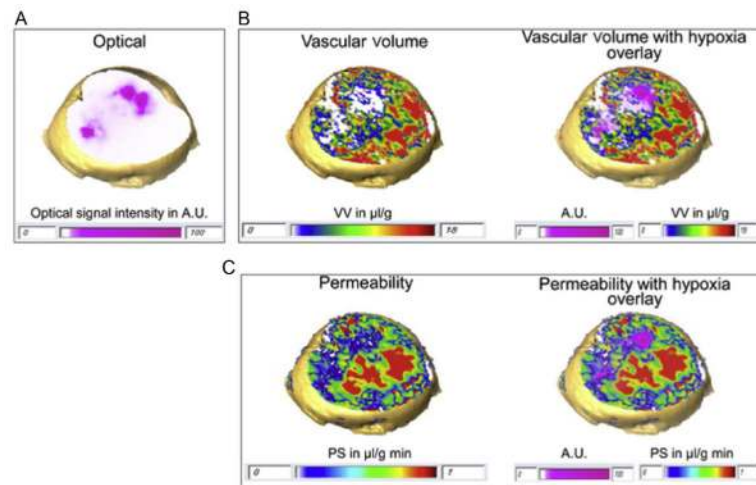 A
Optical
Optical signal intensity in A.U.
0
100
B
Vascular volume
VV in µl/g
0
Vascular volume with hypoxia
overlay
A.U.
VV in µl/g
C
Permeability
PS in µl/g min
0
1
Permeability with hypoxia
overlay
A.U.
PS in µl/g min